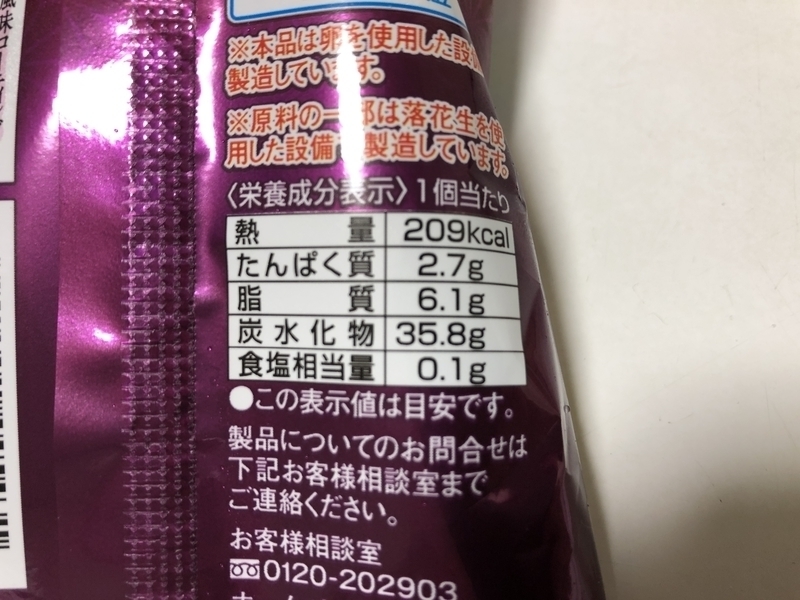 ※本品は卵を使用した設
製造しています。
※原料の一部は落花生を使
用した設備 製造しています。
〈栄養成分表示〉1個当たり
熱量 209kcal
たんぱく質 2.7g
脂質 6.1g
炭水化物 35.8g
食塩相当量 0.1g
●この表示値は目安です。
製品についてのお問合せは
下記お客様相談室まで
ご連絡ください。
お客様相談室
0120-202903